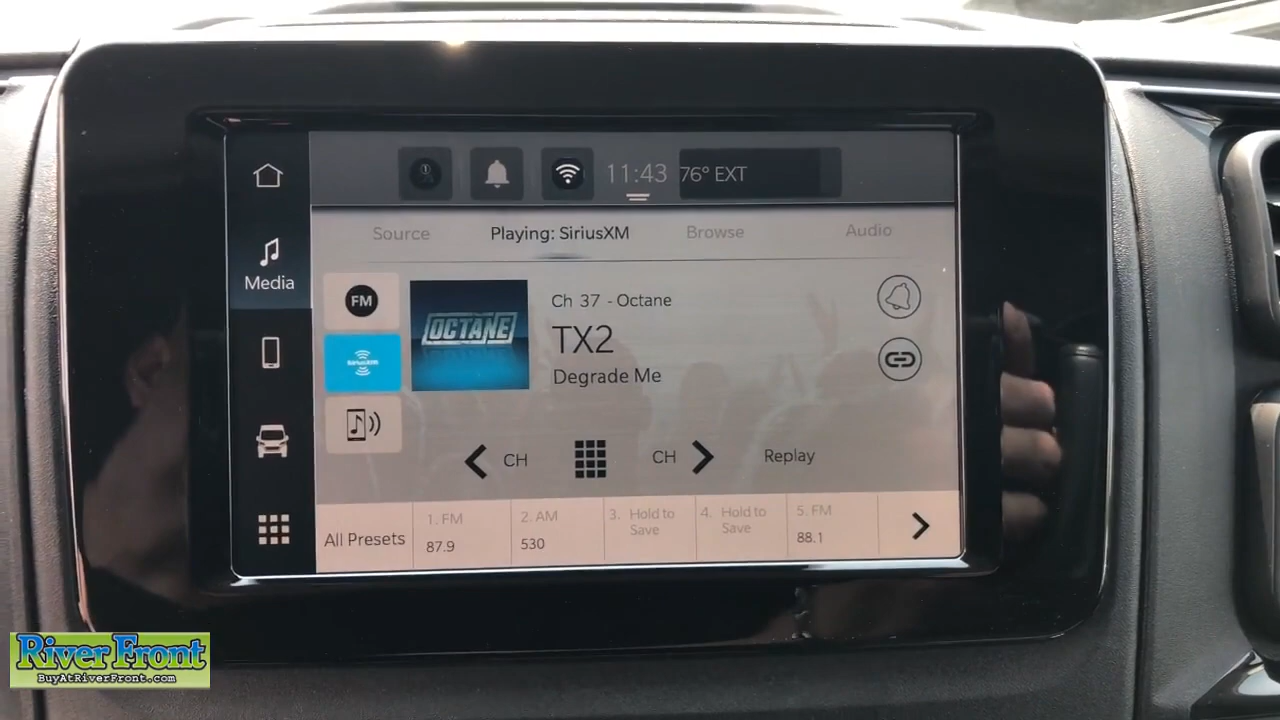 11:43 76° EXT
Source Playing: SiriusXM Browse Audio
Media
FM
SiriusXM
OCTANE
Ch 37 - Octane
TX2
Degrade Me
CH CH Replay
All Presets
1. FM
87.9
2. AM
530
3. Hold to
Save
4. Hold to
Save
5. FM
88.1
River Front
BuyAtRiverFront.com